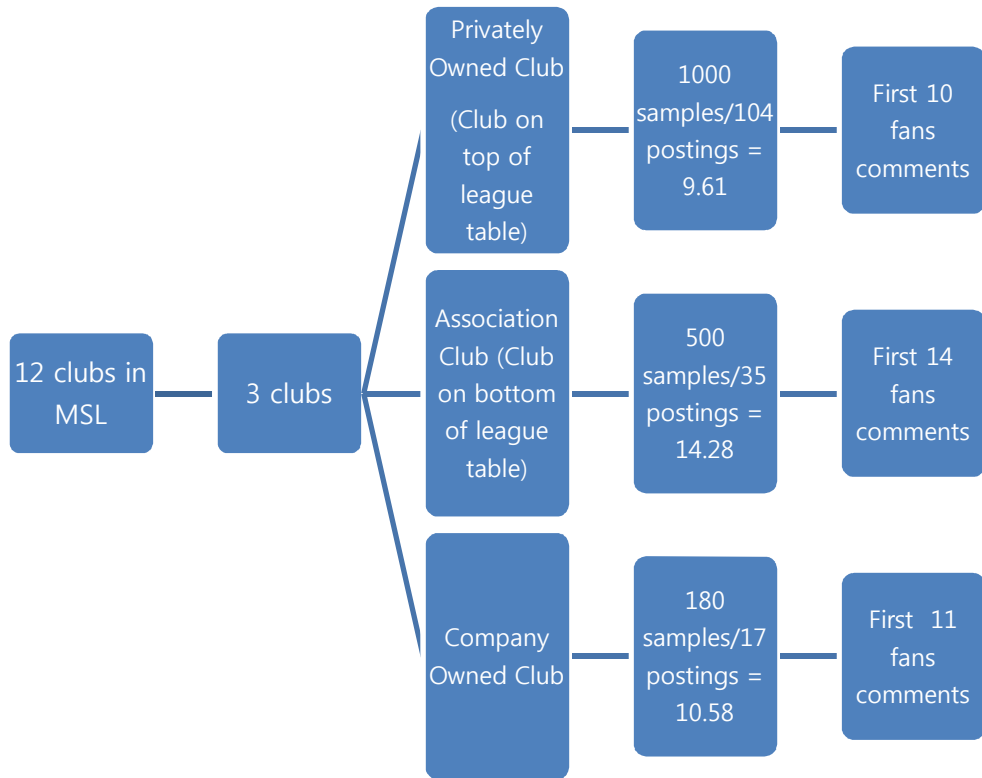 12 clubs in
MSL
3 clubs
Privately
Owned Club
(Club on
top of
league
table)
1000
samples/104
postings =
9.61
First 10
fans
comments
Association
Club (Club
on bottom
of league
table)
500
samples/35
postings =
14.28
First 14
fans
comments
Company
Owned Club
180
samples/17
postings =
10.58
First 11
fans
comments